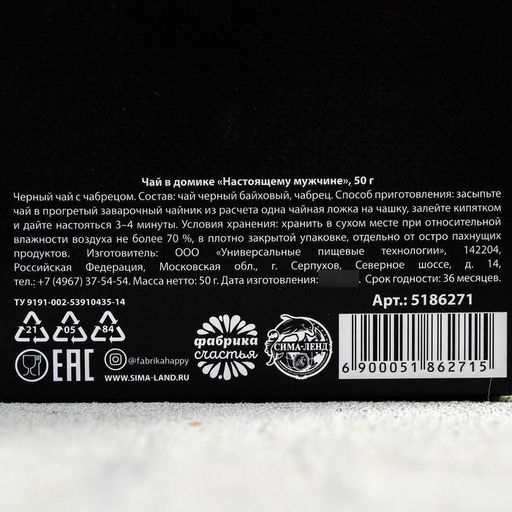 Чай в домике «Настоящему мужчине», 50 г
Черный чай с чабрецом. Состав: чай черный байховый, чабрец. Способ приготовления: засыпьте
чай в прогретый заварочный чайник из расчета одна чайная ложка на чашку, залейте кипятком
и дайте настояться 3–4 минуты. Условия хранения: хранить в сухом месте при относительной
влажности воздуха не более 70 %, в плотно закрытой упаковке, отдельно от остро пахнущих
продуктов. Изготовитель: ООО «Универсальные пищевые технологии», 142204,
Российская Федерация, Московская обл., г. Серпухов, Северное шоссе, д. 14,
тел.: +7 (4967) 37-54-54. Масса нетто: 50 г. Дата изготовления: . Срок годности: 36 месяцев.
ТУ 9191-002-53910435-14
Арт.: 5186271
21 05 84
EAC
@fabrikahappy
WWW.SIMA-LAND.RU
фабрика
счастья
СИМА-ЛЕНД
6 900051 862715